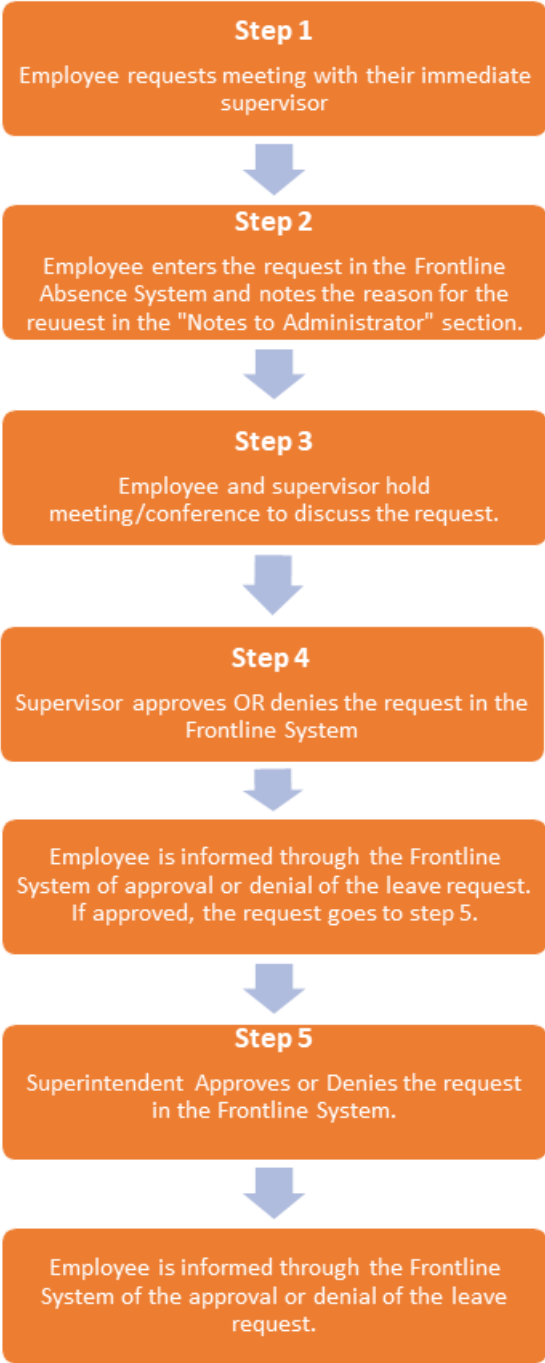 Step 1
Employee requests meeting with their immediate
supervisor
Step 2
Employee enters the request in the Frontline
Absence System and notes the reason for the
reuuest in the "Notes to Administrator" section.
Step 3
Employee and supervisor hold
meeting/conference to discuss the request.
Step 4
Supervisor approves OR denies the request in the
Frontline System
Employee is informed through the Frontline
System of approval or denial of the leave request.
If approved, the request goes to step 5.
Step 5
Superintendent Approves or Denies the request
in the Frontline System.
Employee is informed through the Frontline
System of the approval or denial of the leave
request.